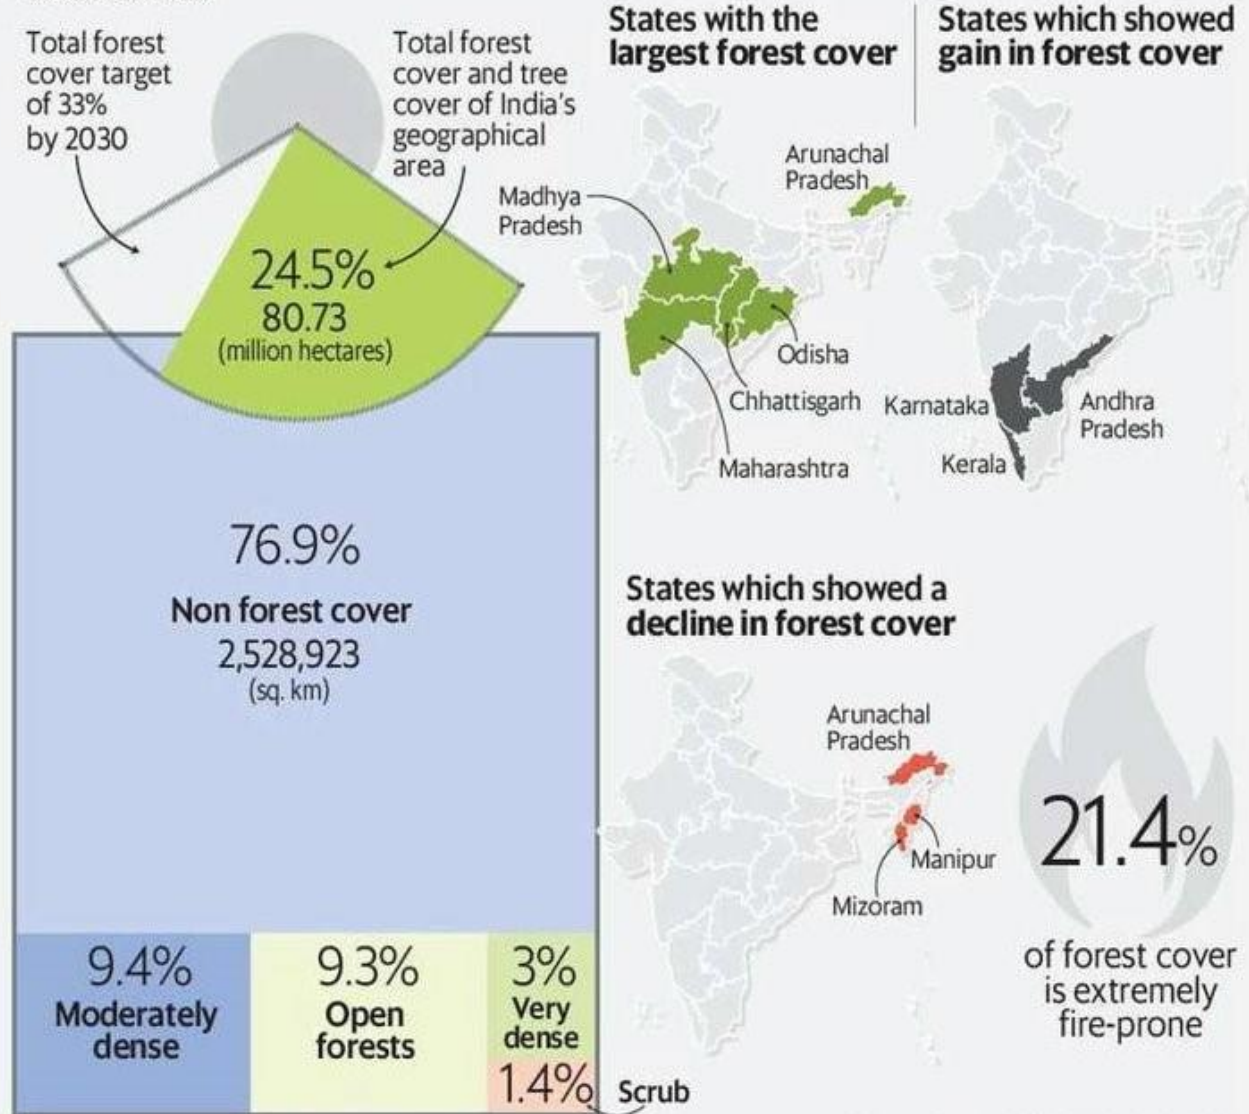 Total forest
cover target
of 33%
by 2030
Total forest
cover and tree
cover of India's
geographical
area
24.5%
80.73
(million hectares)
76.9%
Non forest cover
2,528,923
(sq. km)
9.4%
Moderately
dense
9.3%
Open
forests
3%
Very
dense
1.4%
Scrub
States with the
largest forest cover
Arunachal
Pradesh
Madhya
Pradesh
Odisha
Chhattisgarh
Maharashtra
States which showed
gain in forest cover
Karnataka
Andhra
Pradesh
Kerala
States which showed a
decline in forest cover
Arunachal
Pradesh
Manipur
Mizoram
21.4%
of forest cover
is extremely
fire-prone